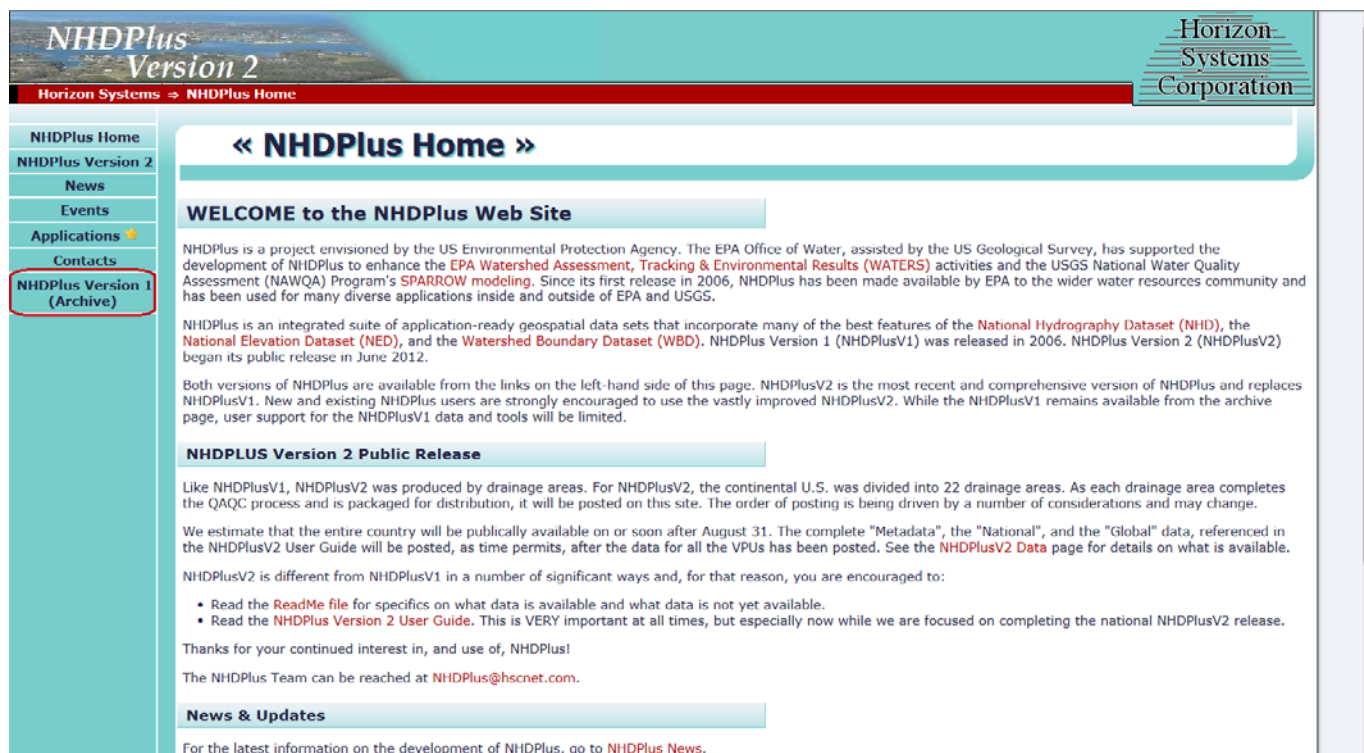 NHDPlus
Version 2
Horizon
Systems
Corporation
Horizon Systems ⇒ NHDPlus Home
NHDPlus Home
NHDPlus Version 2
News
Events
Applications
Contacts
NHDPlus Version 1
(Archive)
« NHDPlus Home »
WELCOME to the NHDPlus Web Site
NHDPlus is a project envisioned by the US Environmental Protection Agency. The EPA Office of Water, assisted by the US Geological Survey, has supported the
development of NHDPlus to enhance the EPA Watershed Assessment, Tracking & Environmental Results (WATERS) activities and the USGS National Water Quality
Assessment (NAWQA) Program's SPARROW modeling. Since its first release in 2006, NHDPlus has been made available by EPA to the wider water resources community and
has been used for many diverse applications inside and outside of EPA and USGS.
NHDPlus is an integrated suite of application-ready geospatial data sets that incorporate many of the best features of the National Hydrography Dataset (NHD), the
National Elevation Dataset (NED), and the Watershed Boundary Dataset (WBD). NHDPlus Version 1 (NHDPlusV1) was released in 2006. NHDPlus Version 2 (NHDPlusV2)
began its public release in June 2012.
Both versions of NHDPlus are available from the links on the left-hand side of this page. NHDPlusV2 is the most recent and comprehensive version of NHDPlus and replaces
NHDPlusV1. New and existing NHDPlus users are strongly encouraged to use the vastly improved NHDPlusV2. While the NHDPlusV1 remains available from the archive
page, user support for the NHDPlusV1 data and tools will be limited.
NHDPLUS Version 2 Public Release
Like NHDPlusV1, NHDPlusV2 was produced by drainage areas. For NHDPlusV2, the continental U.S. was divided into 22 drainage areas. As each drainage area completes
the QAQC process and is packaged for distribution, it will be posted on this site. The order of posting is being driven by a number of considerations and may change.
We estimate that the entire country will be publically available on or soon after August 31. The complete "Metadata", the "National", and the "Global" data, referenced in
the NHDPlusV2 User Guide will be posted, as time permits, after the data for all the VPUs has been posted. See the NHDPlusV2 Data page for details on what is available.
NHDPlusV2 is different from NHDPlusV1 in a number of significant ways and, for that reason, you are encouraged to:
• Read the ReadMe file for specifics on what data is available and what data is not yet available.
• Read the NHDPlus Version 2 User Guide. This is VERY important at all times, but especially now while we are focused on completing the national NHDPlusV2 release.
Thanks for your continued interest in, and use of, NHDPlus!
The NHDPlus Team can be reached at NHDPlus@hscnet.com.
News & Updates
For the latest information on the development of NHDPlus, go to NHDPlus News.